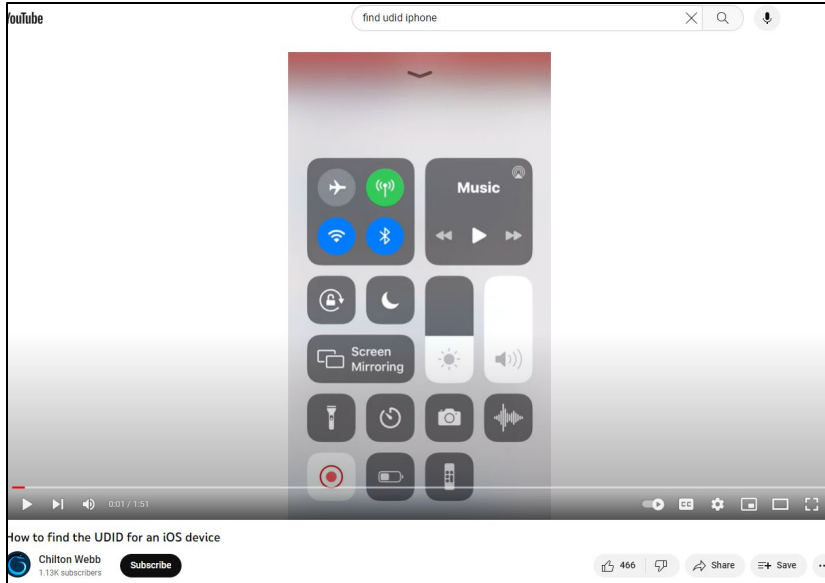 YouTube
find udid iphone
Music
Screen
Mirroring
0:01 / 1:51
CC
How to find the UDID for an iOS device
Chilton Webb
1.13K subscribers
Subscribe
466
Share
Save